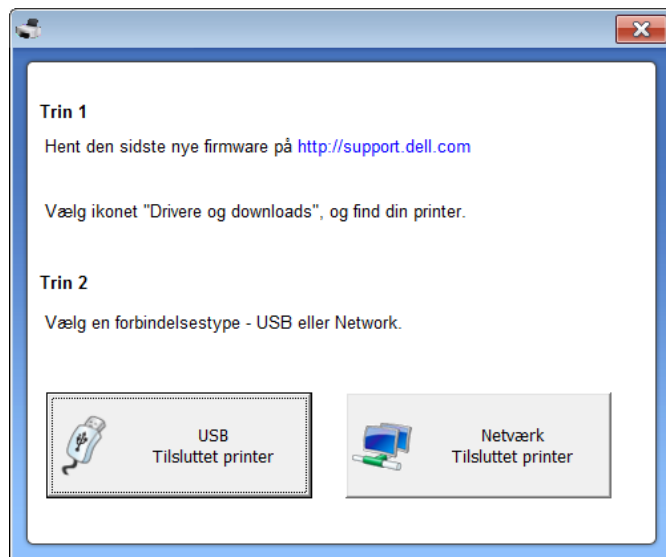 Trin 1
Hent den sidste nye firmware på http://support.dell.com
Vælg ikonet "Drivere og downloads", og find din printer.
Trin 2
Vælg en forbindelsestype - USB eller Network.
USB
Tilsluttet printer
Netværk
Tilsluttet printer